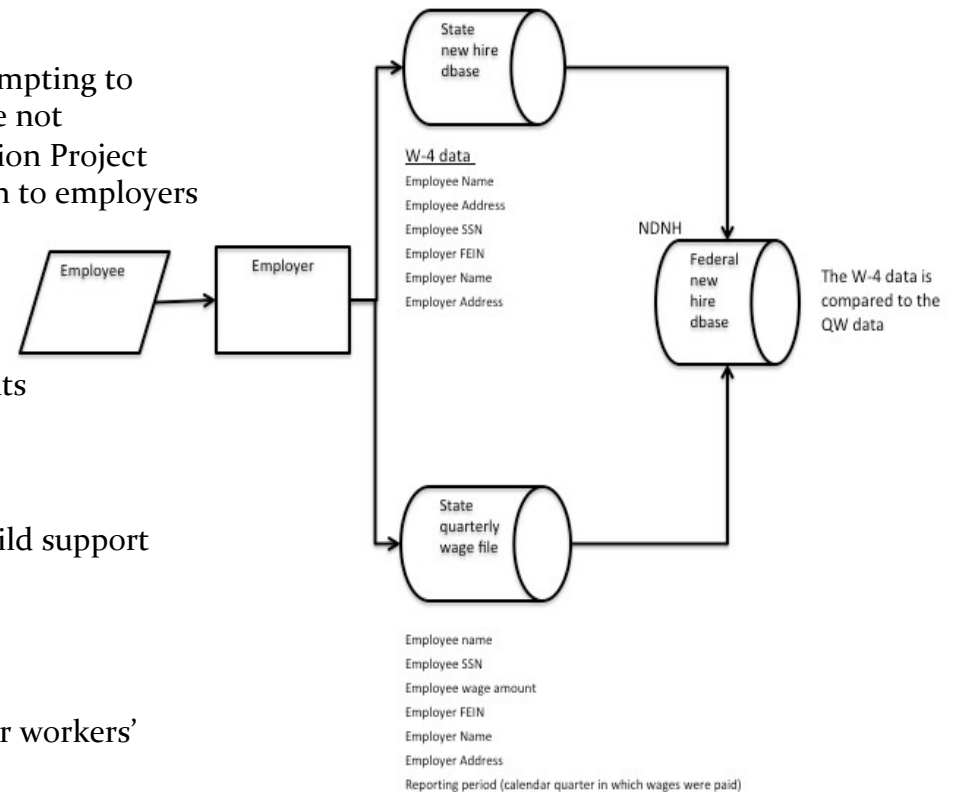 mpting to
e not
ion Project
n to employers
ts
ild support
r workers’
Employee
Employer
State
new hire
dbase
W-4 data
Employee Name
Employee Address
Employee SSN
Employer FEIN
Employer Name
Employer Address
NDNH
Federal
new
hire
dbase
The W-4 data is
compared to the
QW data
State
quarterly
wage file
Employee name
Employee SSN
Employee wage amount
Employer FEIN
Employer Name
Employer Address
Reporting period (calendar quarter in which wages were paid)